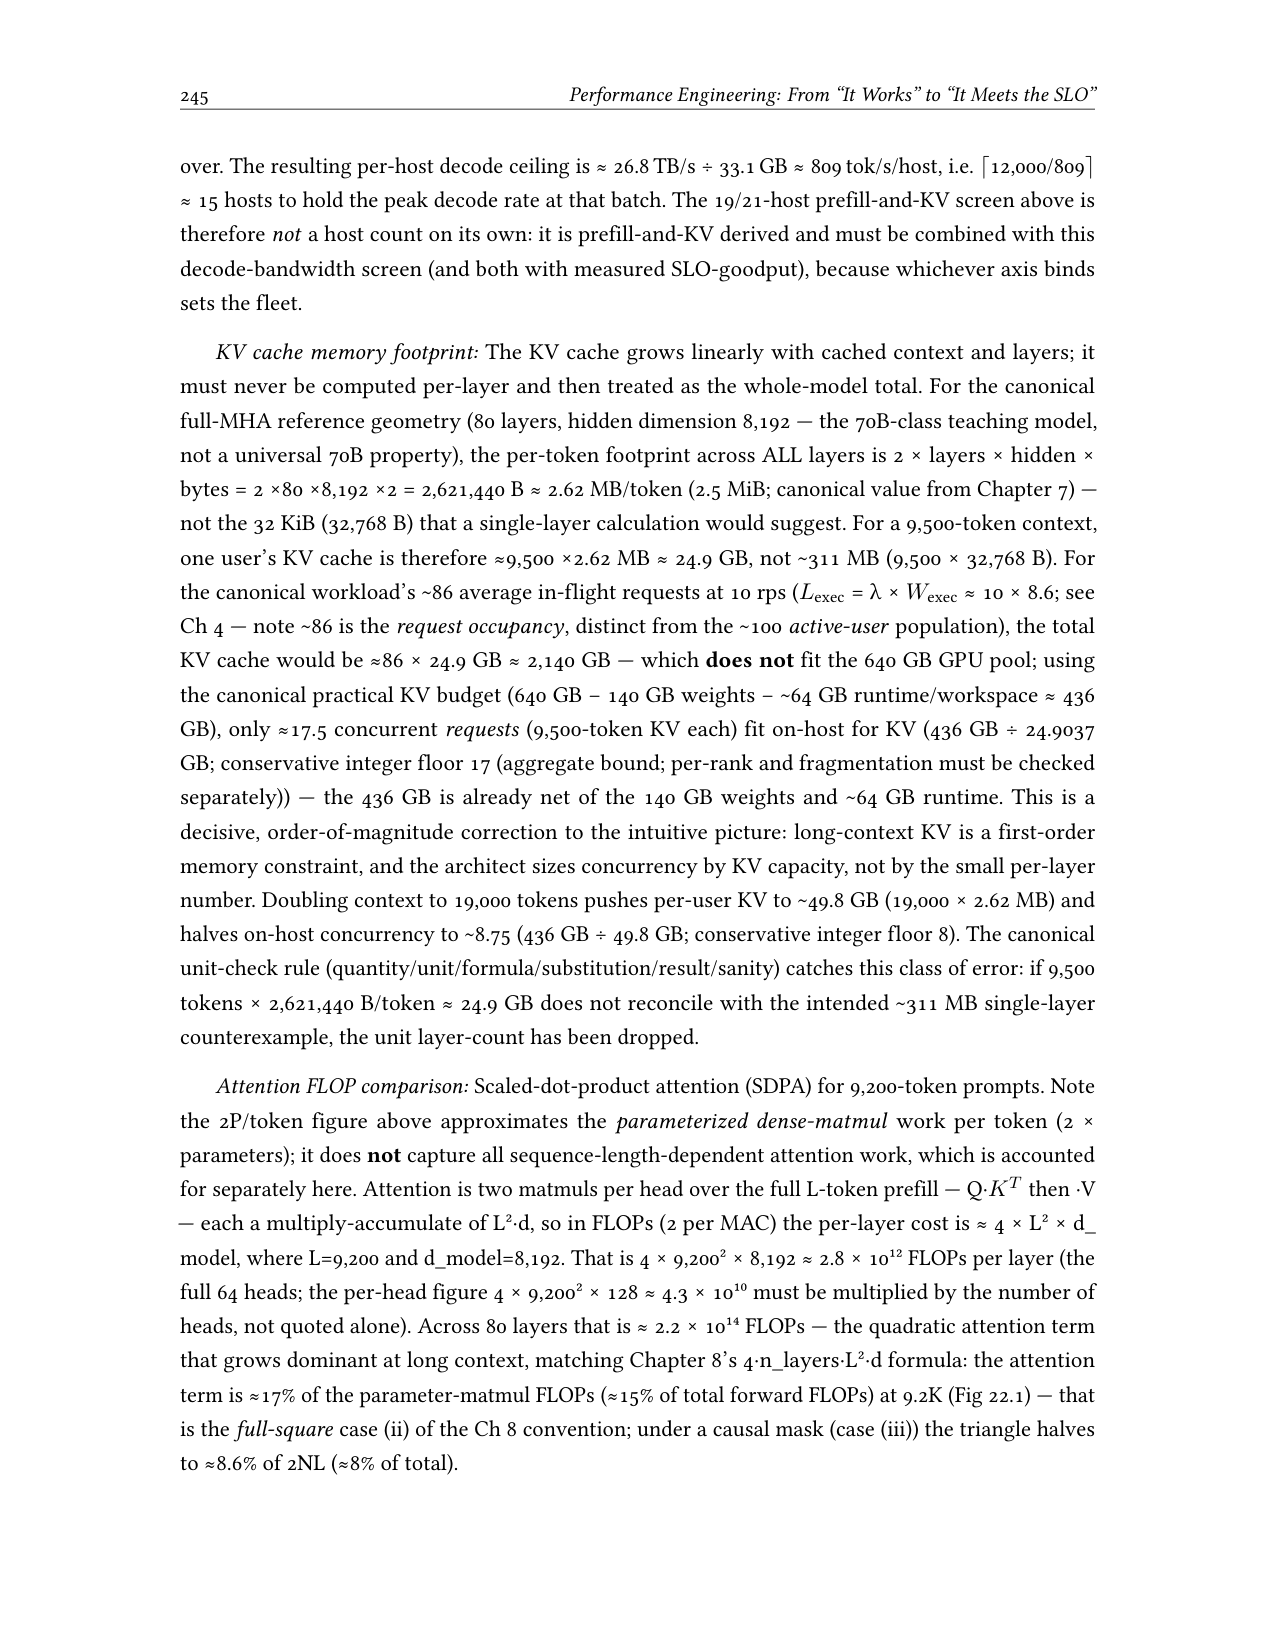 245 Performance Engineering: From “It Works” to “It Meets the SLO”
over. The resulting per-host decode ceiling is ≈ 26.8 TB/s ÷ 33.1 GB ≈ 809 tok/s/host, i.e. ⌈12,000/809⌉
≈ 15 hosts to hold the peak decode rate at that batch. The 19/21-host prefill-and-KV screen above is
therefore not a host count on its own: it is prefill-and-KV derived and must be combined with this
decode-bandwidth screen (and both with measured SLO-goodput), because whichever axis binds
sets the fleet.
KV cache memory footprint: The KV cache grows linearly with cached context and layers; it
must never be computed per-layer and then treated as the whole-model total. For the canonical
full-MHA reference geometry (80 layers, hidden dimension 8,192 — the 70B-class teaching model,
not a universal 70B property), the per-token footprint across ALL layers is 2 × layers × hidden ×
bytes = 2 ×80 ×8,192 ×2 = 2,621,440 B ≈ 2.62 MB/token (2.5 MiB; canonical value from Chapter 7) —
not the 32 KiB (32,768 B) that a single-layer calculation would suggest. For a 9,500-token context,
one user’s KV cache is therefore ≈9,500 ×2.62 MB ≈ 24.9 GB, not ~311 MB (9,500 × 32,768 B). For
the canonical workload’s ~86 average in-flight requests at 10 rps (L_exec = λ × W_exec ≈ 10 × 8.6; see
Ch 4 — note ~86 is the request occupancy, distinct from the ~100 active-user population), the total
KV cache would be ≈86 × 24.9 GB ≈ 2,140 GB — which does not fit the 640 GB GPU pool; using
the canonical practical KV budget (640 GB − 140 GB weights − ~64 GB runtime/workspace ≈ 436
GB), only ≈17.5 concurrent requests (9,500-token KV each) fit on-host for KV (436 GB ÷ 24.9037
GB; conservative integer floor 17 (aggregate bound; per-rank and fragmentation must be checked
separately)) — the 436 GB is already net of the 140 GB weights and ~64 GB runtime. This is a
decisive, order-of-magnitude correction to the intuitive picture: long-context KV is a first-order
memory constraint, and the architect sizes concurrency by KV capacity, not by the small per-layer
number. Doubling context to 19,000 tokens pushes per-user KV to ~49.8 GB (19,000 × 2.62 MB) and
halves on-host concurrency to ~8.75 (436 GB ÷ 49.8 GB; conservative integer floor 8). The canonical
unit-check rule (quantity/unit/formula/substitution/result/sanity) catches this class of error: if 9,500
tokens × 2,621,440 B/token ≈ 24.9 GB does not reconcile with the intended ~311 MB single-layer
counterexample, the unit layer-count has been dropped.
Attention FLOP comparison: Scaled-dot-product attention (SDPA) for 9,200-token prompts. Note
the 2P/token figure above approximates the parameterized dense-matmul work per token (2 ×
parameters); it does not capture all sequence-length-dependent attention work, which is accounted
for separately here. Attention is two matmuls per head over the full L-token prefill — Q·K^T then ·V
— each a multiply-accumulate of L²·d, so in FLOPs (2 per MAC) the per-layer cost is ≈ 4 × L² × d_
model, where L=9,200 and d_model=8,192. That is 4 × 9,200² × 8,192 ≈ 2.8 × 10¹² FLOPs per layer (the
full 64 heads; the per-head figure 4 × 9,200² × 128 ≈ 4.3 × 10¹⁰ must be multiplied by the number of
heads, not quoted alone). Across 80 layers that is ≈ 2.2 × 10¹⁴ FLOPs — the quadratic attention term
that grows dominant at long context, matching Chapter 8’s 4·n_layers·L²·d formula: the attention
term is ≈17% of the parameter-matmul FLOPs (≈15% of total forward FLOPs) at 9.2K (Fig 22.1) — that
is the full-square case (ii) of the Ch 8 convention; under a causal mask (case (iii)) the triangle halves
to ≈8.6% of 2NL (≈8% of total).